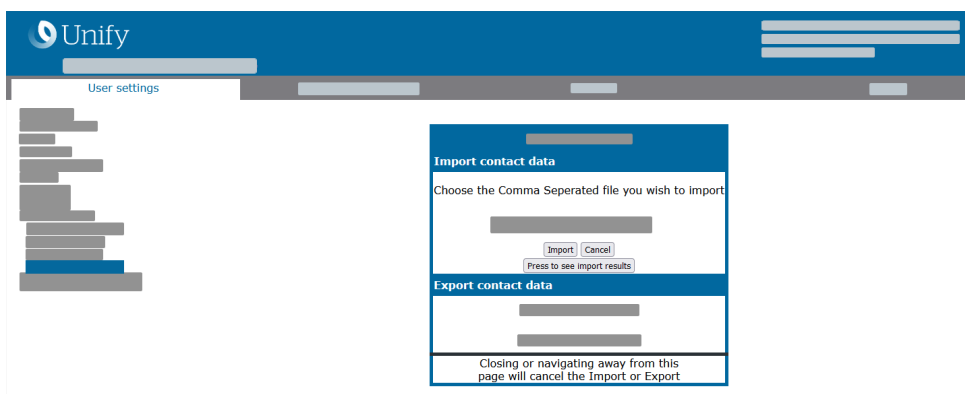 Unify
User settings
Import contact data
Choose the Comma Seperated file you wish to import
Import Cancel
Press to see import results
Export contact data
Closing or navigating away from this
page will cancel the Import or Export